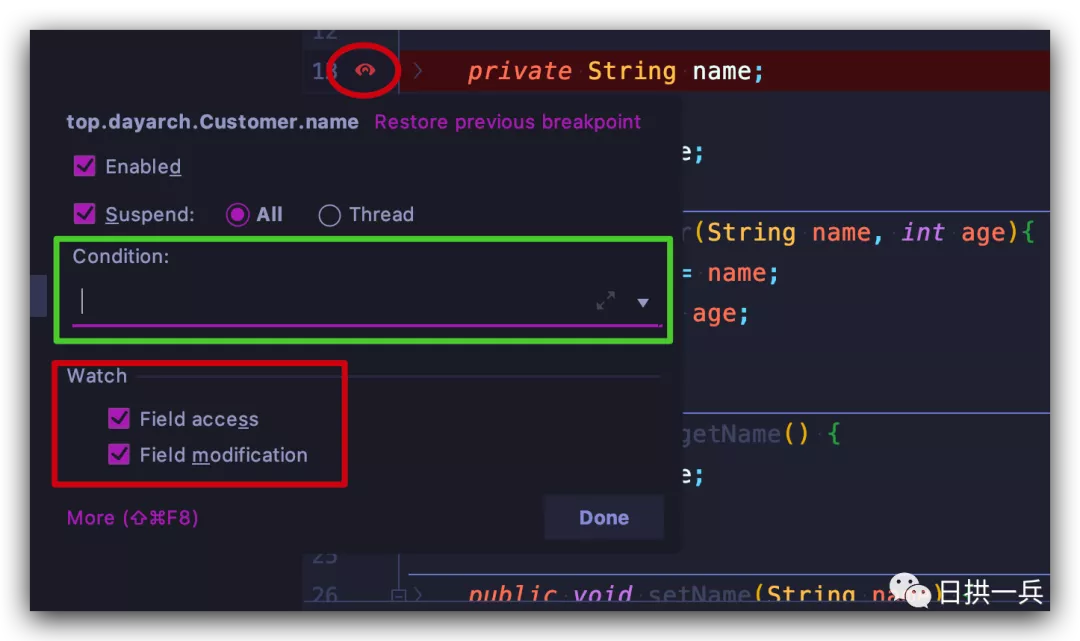 12
13 private String name;
top.dayarch.Customer.name Restore previous breakpoint
e;
Enabled
Suspend: All Thread
r(String name, int age){
Condition:
= name;
age;
Watch
Field access
getName() {
Field modification
e;
More (⇧⌘F8)
Done
25
26 public void setName(String na
日拱一兵